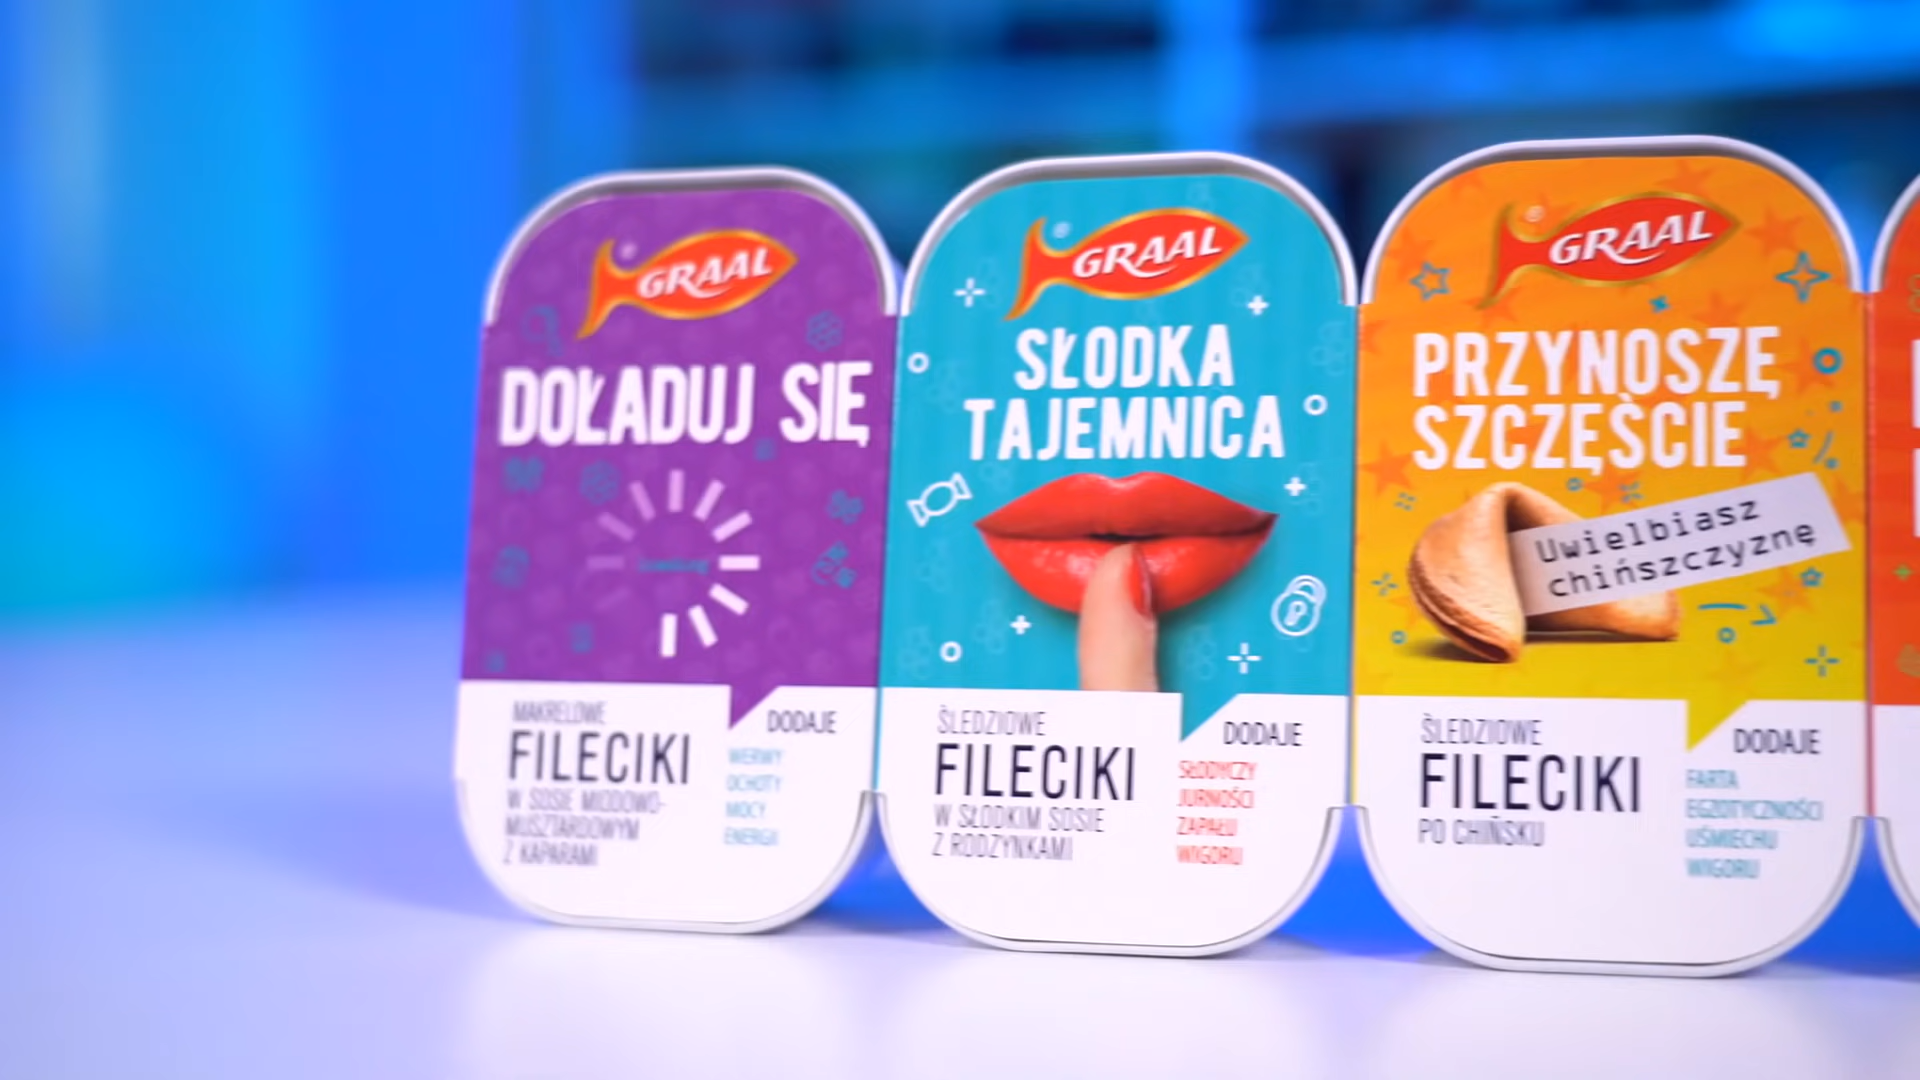 GRAAL
DOŁADUJ SIĘ
MAKRELOWE
FILECIKI
W SOSIE MIODOWO-
MUSZTARDOWYM
Z KAPARAMI
DODAJE
WERWY
OCHOTY
MOCY
ENERGII
GRAAL
SŁODKA
TAJEMNICA
ŚLEDZIOWE
FILECIKI
W SŁODKIM SOSIE
Z RODZYNKAMI
DODAJE
SŁODYCZY
JURNOŚCI
ZAPAŁU
WIGORU
GRAAL
PRZYNOSZĘ
SZCZĘŚCIE
Uwielbiasz
chińszczyznę
ŚLEDZIOWE
FILECIKI
PO CHIŃSKU
DODAJE
FARTA
EGZOTYCZNOŚCI
UŚMIECHU
WIGORU